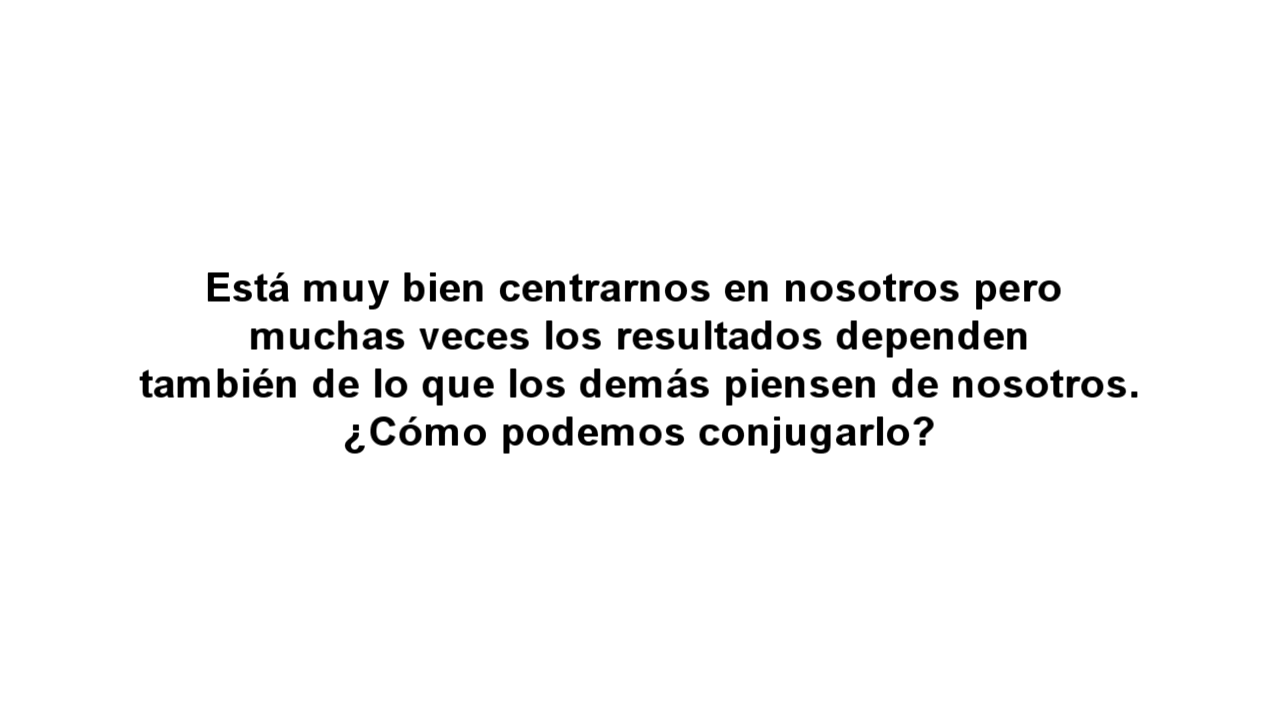 Está muy bien centrarnos en nosotros pero
muchas veces los resultados dependen
también de lo que los demás piensen de nosotros.
¿Cómo podemos conjugarlo?